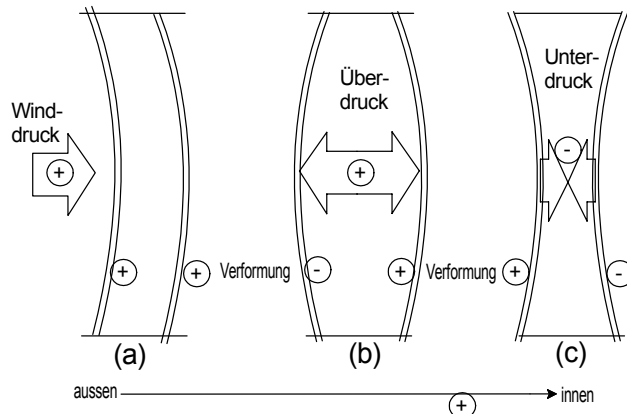 Wind-
druck
+
+
+
(a)
Über-
druck
+
Verformung
-
+
(b)
Unter-
druck
-
Verformung
+
-
(c)
aussen
+
innen